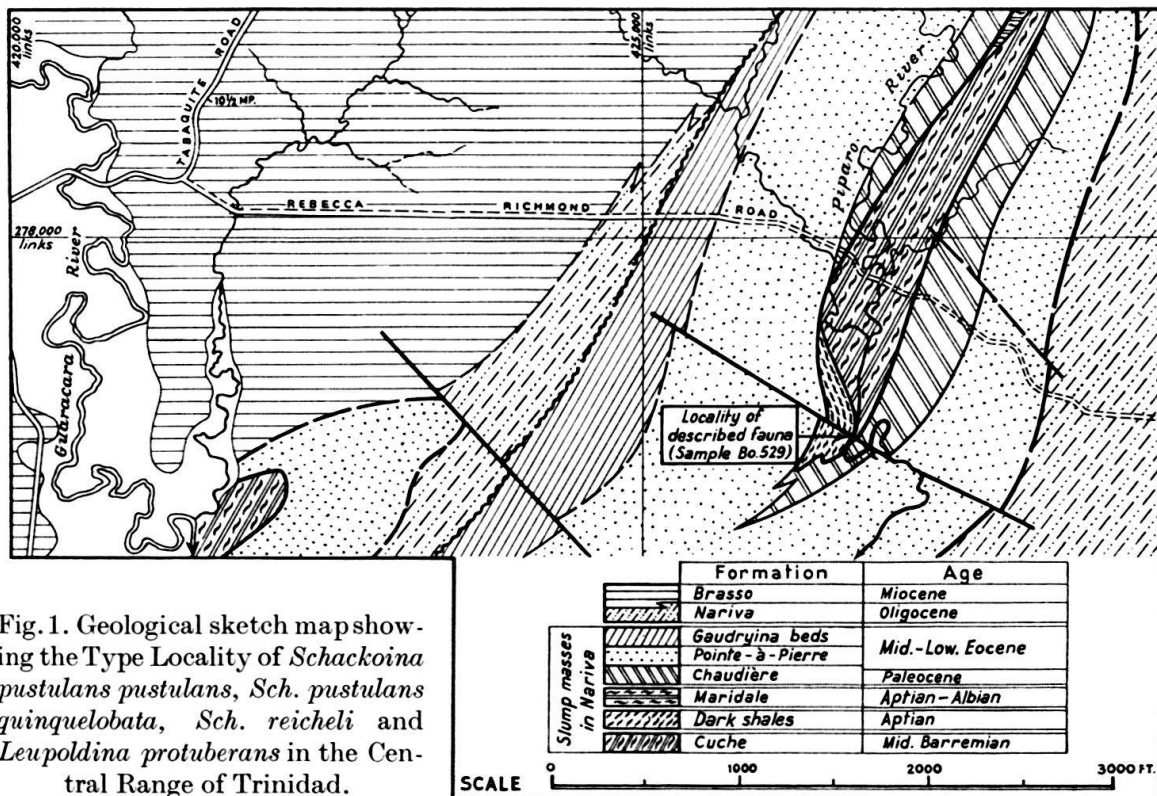 420.000
links
TABAQUITE ROAD
10½ MP.
425.000
links
Piparo River
REBECCA RICHMOND ROAD
278,000
links
Guaracara River
Locality of
described fauna
(Sample Bo.529)
Fig. 1. Geological sketch map show-
ing the Type Locality of Schackoina
pustulans pustulans, Sch. pustulans
quinquelobata, Sch. reicheli and
Leupoldina protuberans in the Cen-
tral Range of Trinidad.
Formation Age
Brasso Miocene
Nariva Oligocene
Slump masses
in Nariva
Gaudryina beds
Pointe-à-Pierre
Mid.-Low. Eocene
Chaudière Paleocene
Maridale Aptian-Albian
Dark shales Aptian
Cuche Mid. Barremian
SCALE 0 1000 2000 3000 FT.